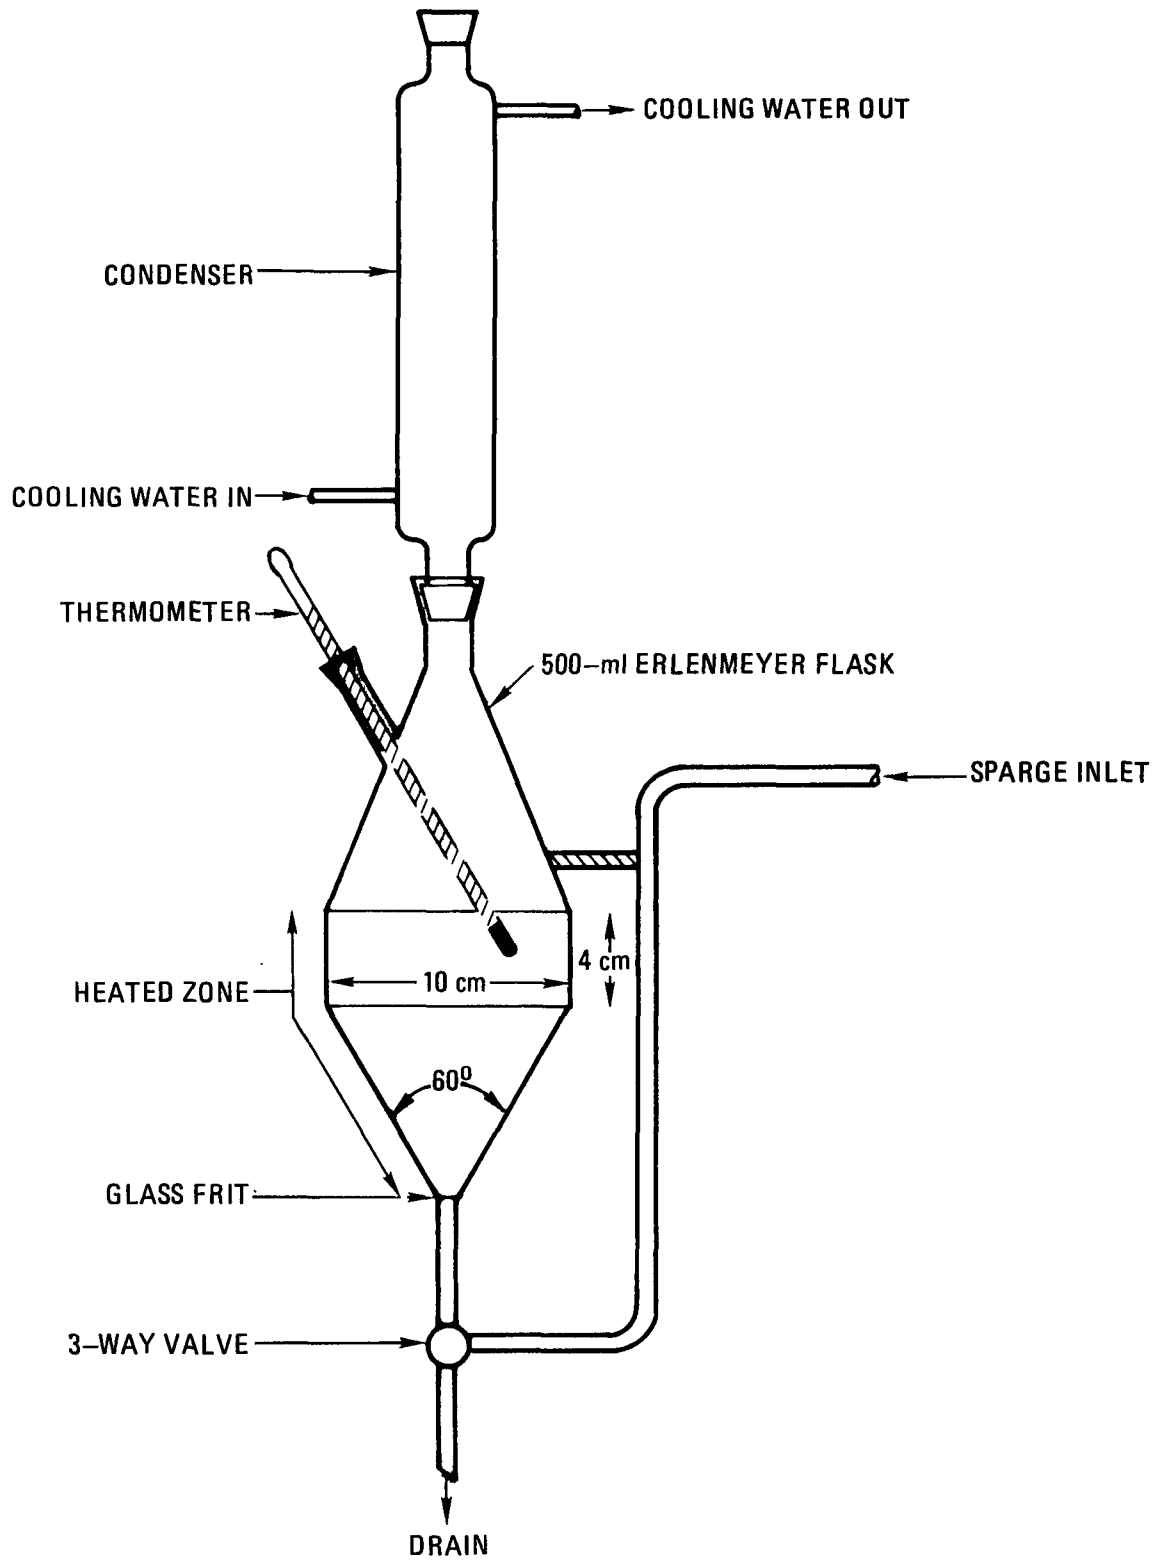 COOLING WATER OUT
CONDENSER
COOLING WATER IN
THERMOMETER
500-ml ERLENMEYER FLASK
SPARGE INLET
4 cm
10 cm
HEATED ZONE
60º
GLASS FRIT
3-WAY VALVE
DRAIN